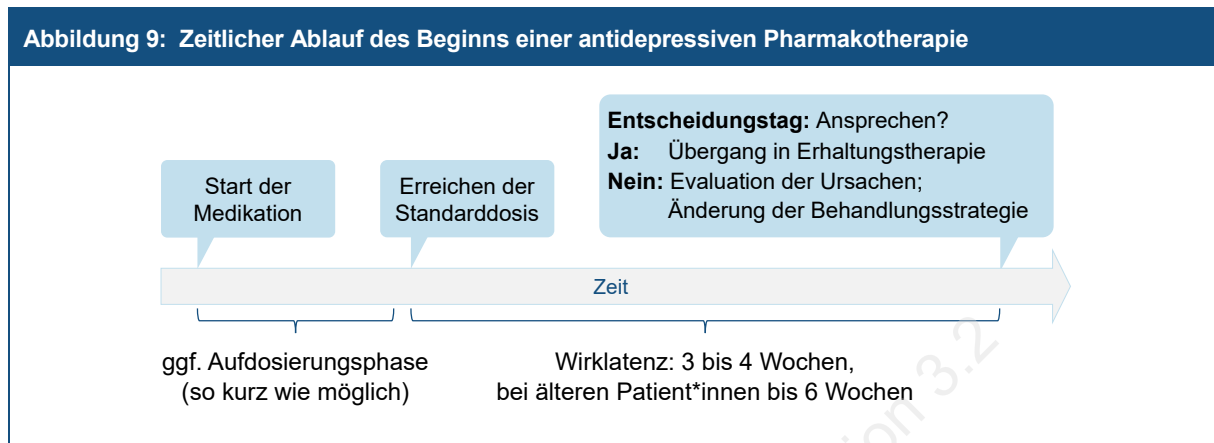 Abbildung 9: Zeitlicher Ablauf des Beginns einer antidepressiven Pharmakotherapie
Start der
Medikation
Erreichen der
Standarddosis
Entscheidungstag: Ansprechen?
Ja: Übergang in Erhaltungstherapie
Nein: Evaluation der Ursachen;
Änderung der Behandlungsstrategie
Zeit
ggf. Aufdosierungsphase
(so kurz wie möglich)
Wirklatenz: 3 bis 4 Wochen,
bei älteren Patient*innen bis 6 Wochen
3.2